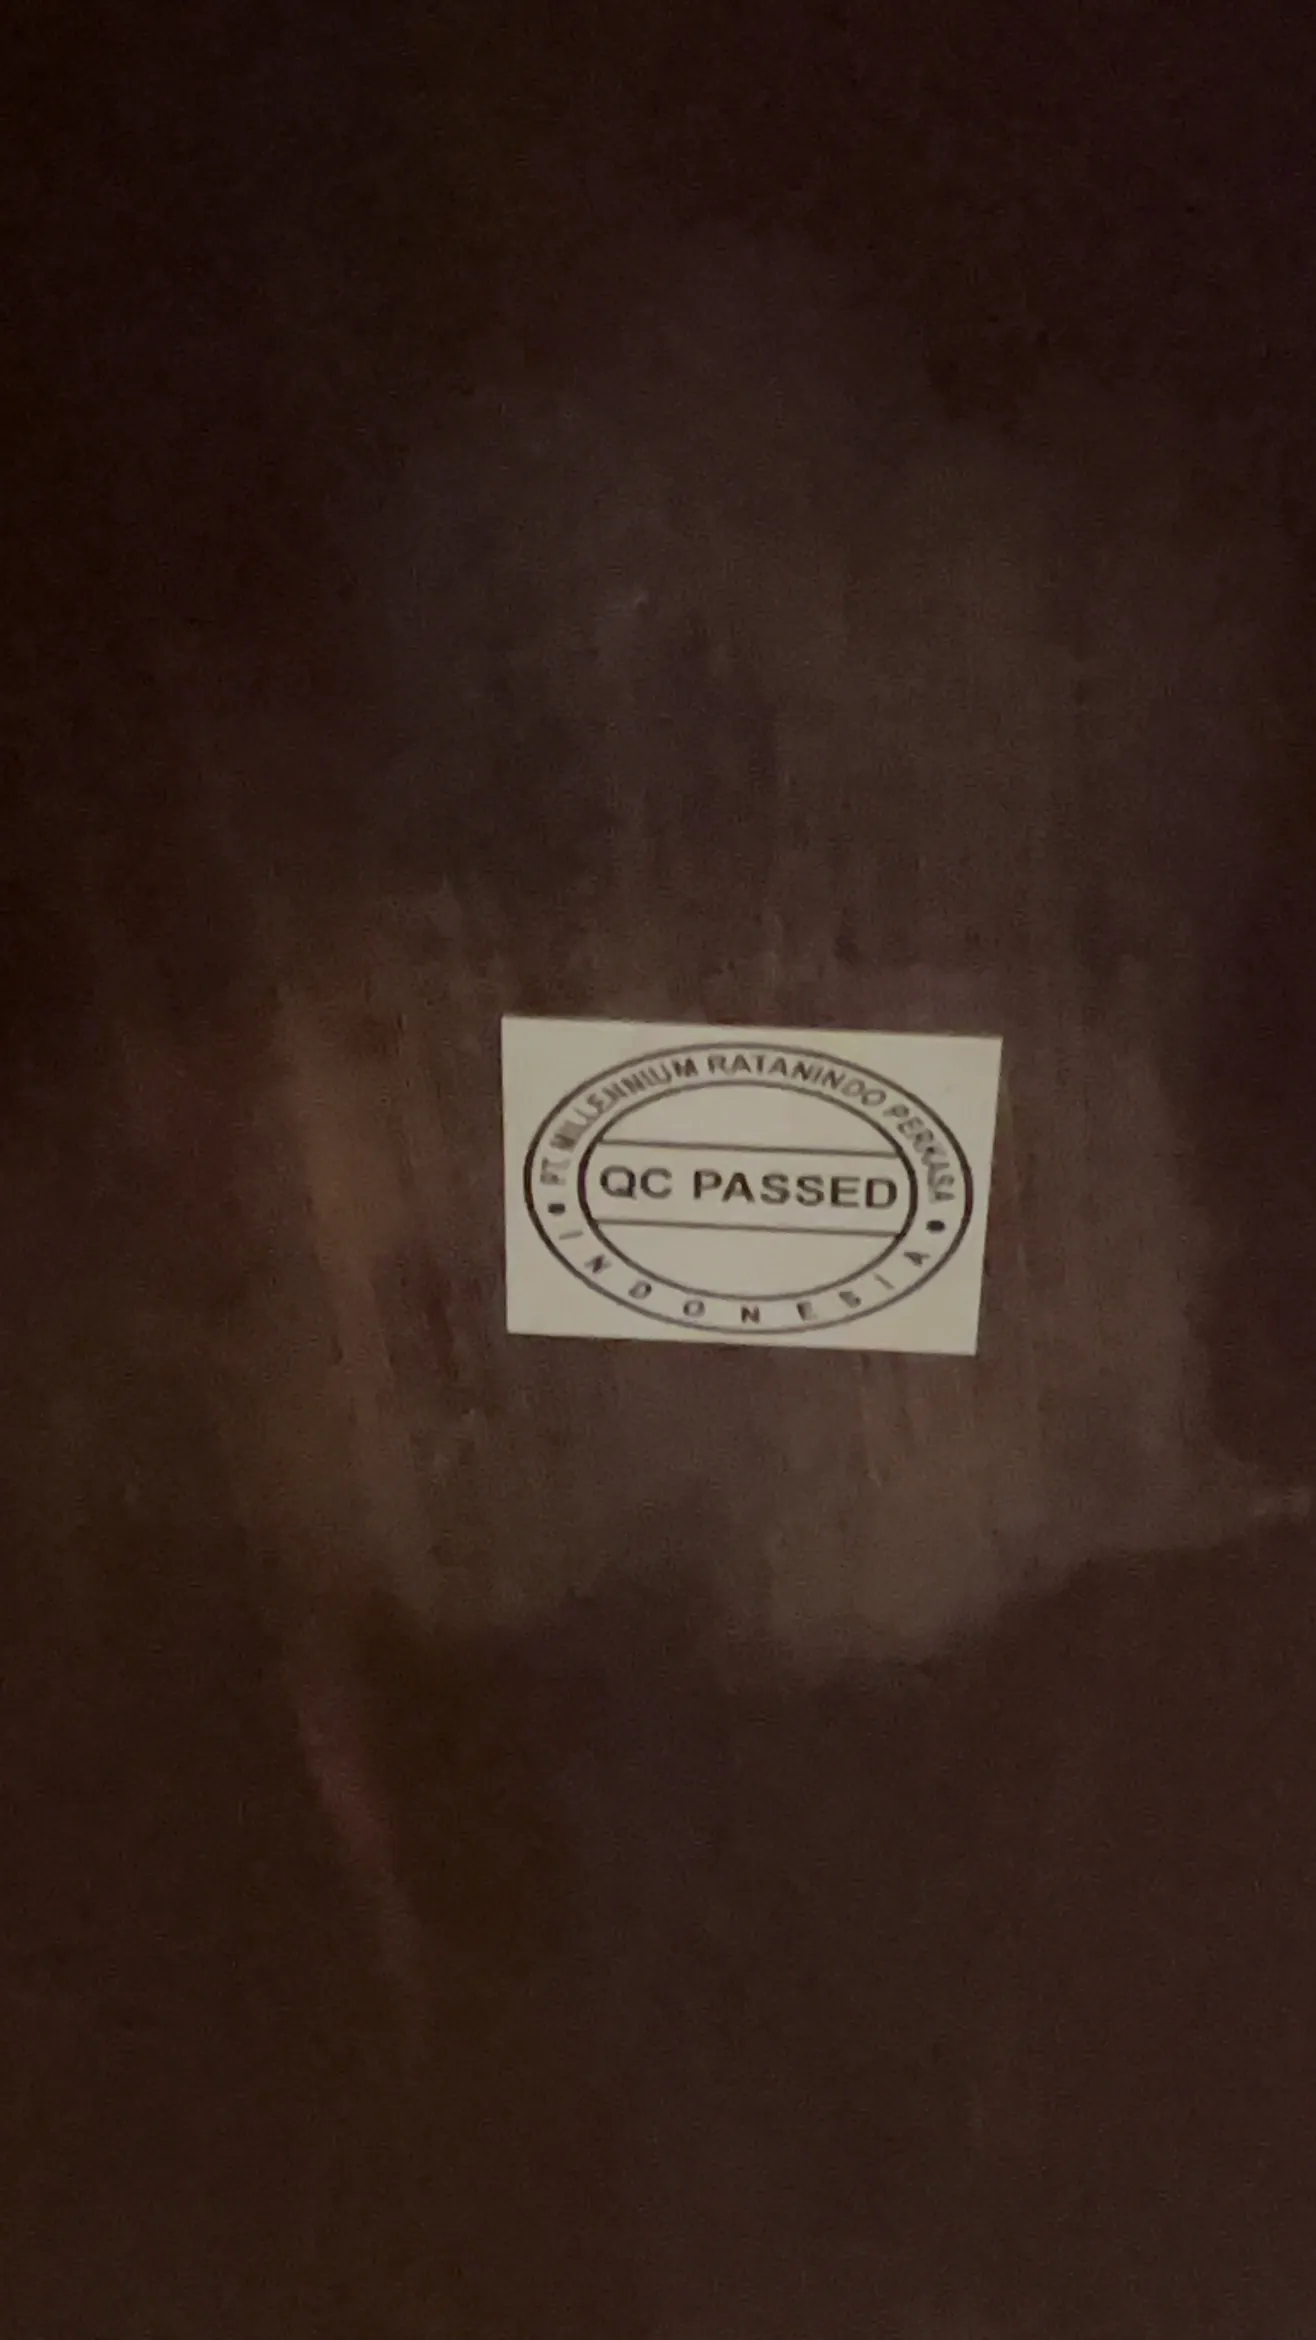 PT. MILLENNIUM RATANINDO PERKASA
QC PASSED
INDONESIA